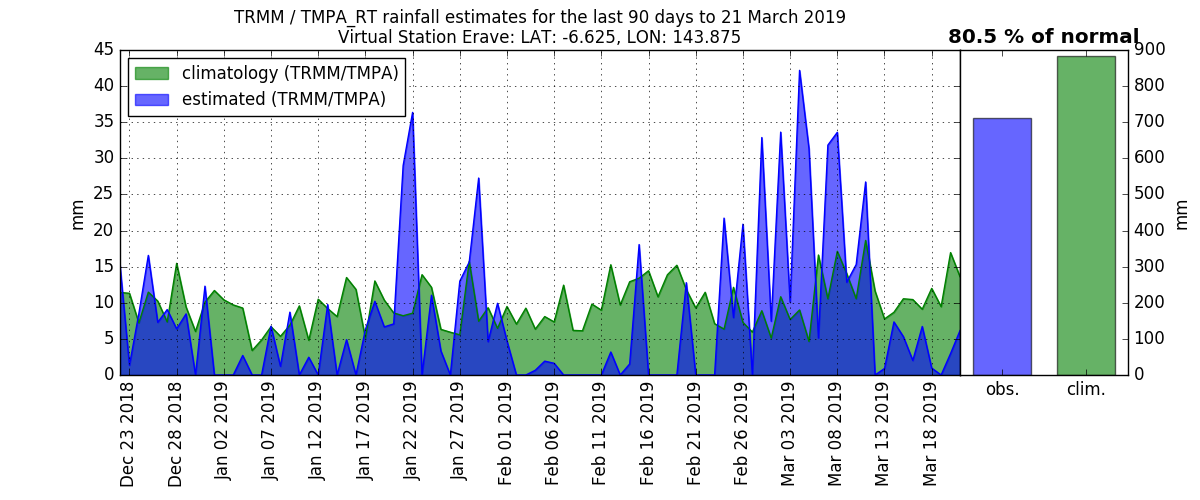 TRMM / TMPA_RT rainfall estimates for the last 90 days to 21 March 2019
Virtual Station Erave: LAT: -6.625, LON: 143.875
80.5 % of normal
climatology (TRMM/TMPA)
estimated (TRMM/TMPA)
mm
45
40
35
30
25
20
15
10
5
0
Dec 23 2018
Dec 28 2018
Jan 02 2019
Jan 07 2019
Jan 12 2019
Jan 17 2019
Jan 22 2019
Jan 27 2019
Feb 01 2019
Feb 06 2019
Feb 11 2019
Feb 16 2019
Feb 21 2019
Feb 26 2019
Mar 03 2019
Mar 08 2019
Mar 13 2019
Mar 18 2019
obs.
clim.
900
800
700
600
500
400
300
200
100
0
mm